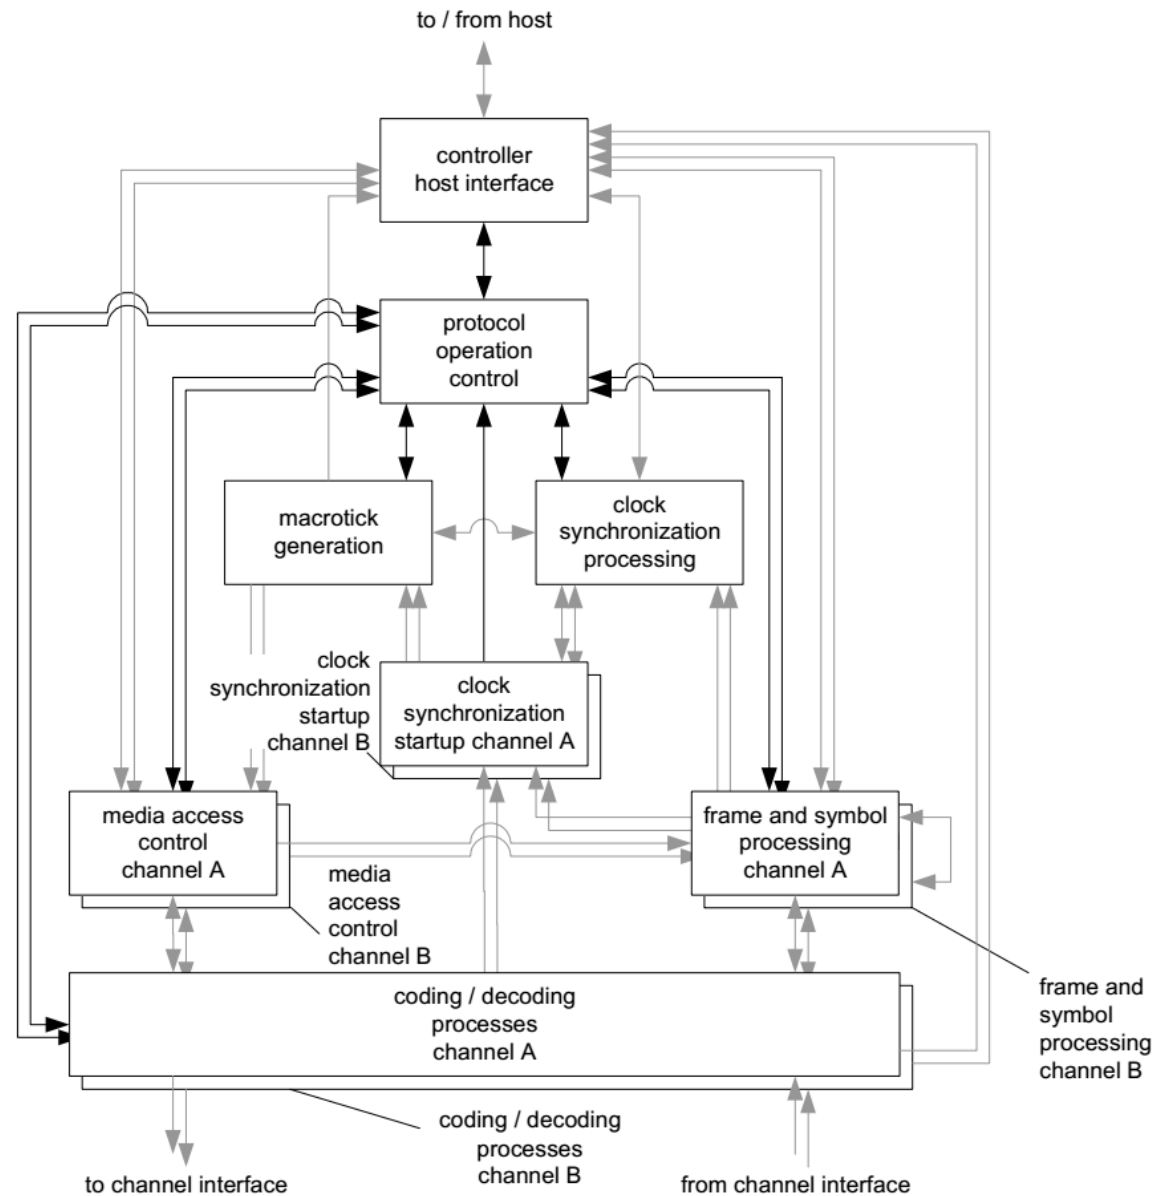 to / from host
controller
host interface
protocol
operation
control
macrotick
generation
clock
synchronization
processing
clock
synchronization
startup
channel B
clock
synchronization
startup channel A
media access
control
channel A
frame and symbol
processing
channel A
media
access
control
channel B
coding / decoding
processes
channel A
frame and
symbol
processing
channel B
coding / decoding
processes
channel B
to channel interface
from channel interface